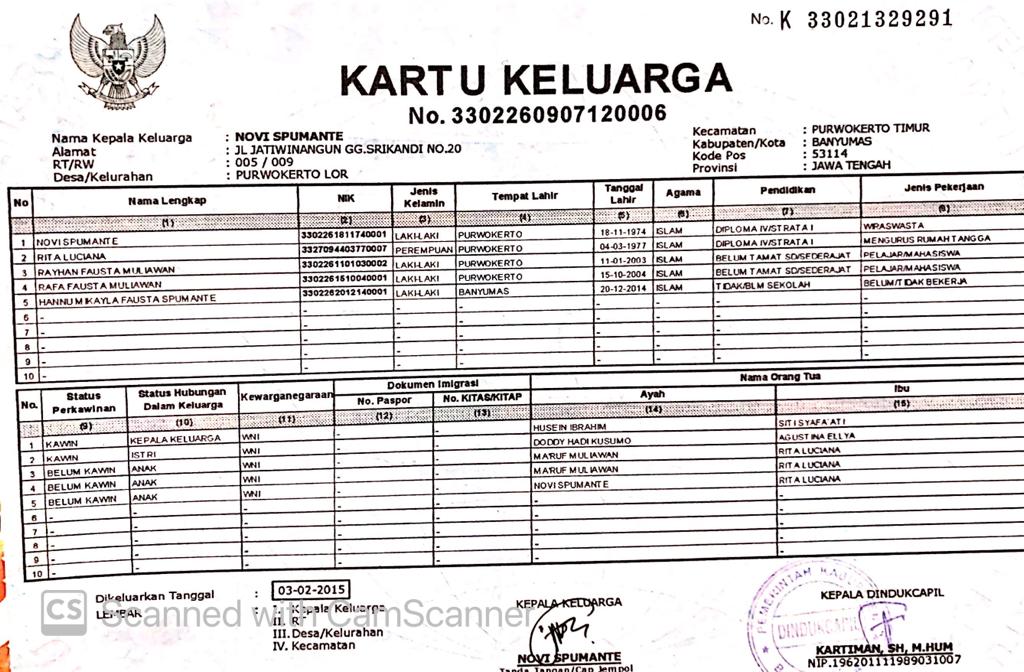 No. K 33021329291
KARTU KELUARGA
No. 3302260907120006
Nama Kepala Keluarga : NOVI SPUMANTE
Alamat : JL JATIWINANGUN GG.SRIKANDI NO.20
RT/RW : 005 / 009
Desa/Kelurahan : PURWOKERTO LOR
Kecamatan : PURWOKERTO TIMUR
Kabupaten/Kota : BANYUMAS
Kode Pos : 53114
Provinsi : JAWA TENGAH
No Nama Lengkap NIK Jenis Kelamin Tempat Lahir Tanggal Lahir Agama Pendidikan Jenis Pekerjaan
(1) (2) (3) (4) (5) (6) (7) (8)
1 NOVI SPUMANTE 3302261811740001 LAKI-LAKI PURWOKERTO 18-11-1974 ISLAM DIPLOMA IV/STRATA I WIRASWASTA
2 RITA LUCIANA 3327094403770007 PEREMPUAN PURWOKERTO 04-03-1977 ISLAM DIPLOMA IV/STRATA I MENGURUS RUMAH TANGGA
3 RAYHAN FAUSTA MULIAWAN 3302261101030002 LAKI-LAKI PURWOKERTO 11-01-2003 ISLAM BELUM TAMAT SD/SEDERAJAT PELAJAR/MAHASISWA
4 RAFA FAUSTA MULIAWAN 3302261510040001 LAKI-LAKI PURWOKERTO 15-10-2004 ISLAM BELUM TAMAT SD/SEDERAJAT PELAJAR/MAHASISWA
5 HANNU MIKAYLA FAUSTA SPUMANTE 3302262012140001 LAKI-LAKI BANYUMAS 20-12-2014 ISLAM TIDAK/BLM SEKOLAH BELUM/TIDAK BEKERJA
6 - - - - - - - -
7 - - - - - - - -
8 - - - - - - - -
9 - - - - - - - -
10 - - - - - - - -
No. Status Perkawinan Status Hubungan Dalam Keluarga Kewarganegaraan Dokumen Imigrasi Nama Orang Tua
No. Paspor No. KITAS/KITAP Ayah Ibu
(9) (10) (11) (12) (13) (14) (15)
1 KAWIN KEPALA KELUARGA WNI - - HUSEIN IBRAHIM SITI SYAFA'ATI
2 KAWIN ISTRI WNI - - DODDY HADI KUSUMO AGUSTINA ELLYA
3 BELUM KAWIN ANAK WNI - - MA'RUF MULIAWAN RITA LUCIANA
4 BELUM KAWIN ANAK WNI - - MA'RUF MULIAWAN RITA LUCIANA
5 BELUM KAWIN ANAK WNI - - NOVI SPUMANTE RITA LUCIANA
6 - - - - - - -
7 - - - - - - -
8 - - - - - - -
9 - - - - - - -
10 - - - - - - -
Dikeluarkan Tanggal : 03-02-2015
LEMBAR : I. Kepala Keluarga
II. RT
III. Desa/Kelurahan
IV. Kecamatan
CS Scanned with CamScanner
KEPALA KELUARGA
NOVI SPUMANTE
Tanda Tangan/Cap Jempol
KEPALA DINDUKCAPIL
PEMERINTAH
DINDUKCAPIL
KARTIMAN, SH, M.HUM
NIP.196201111989031007